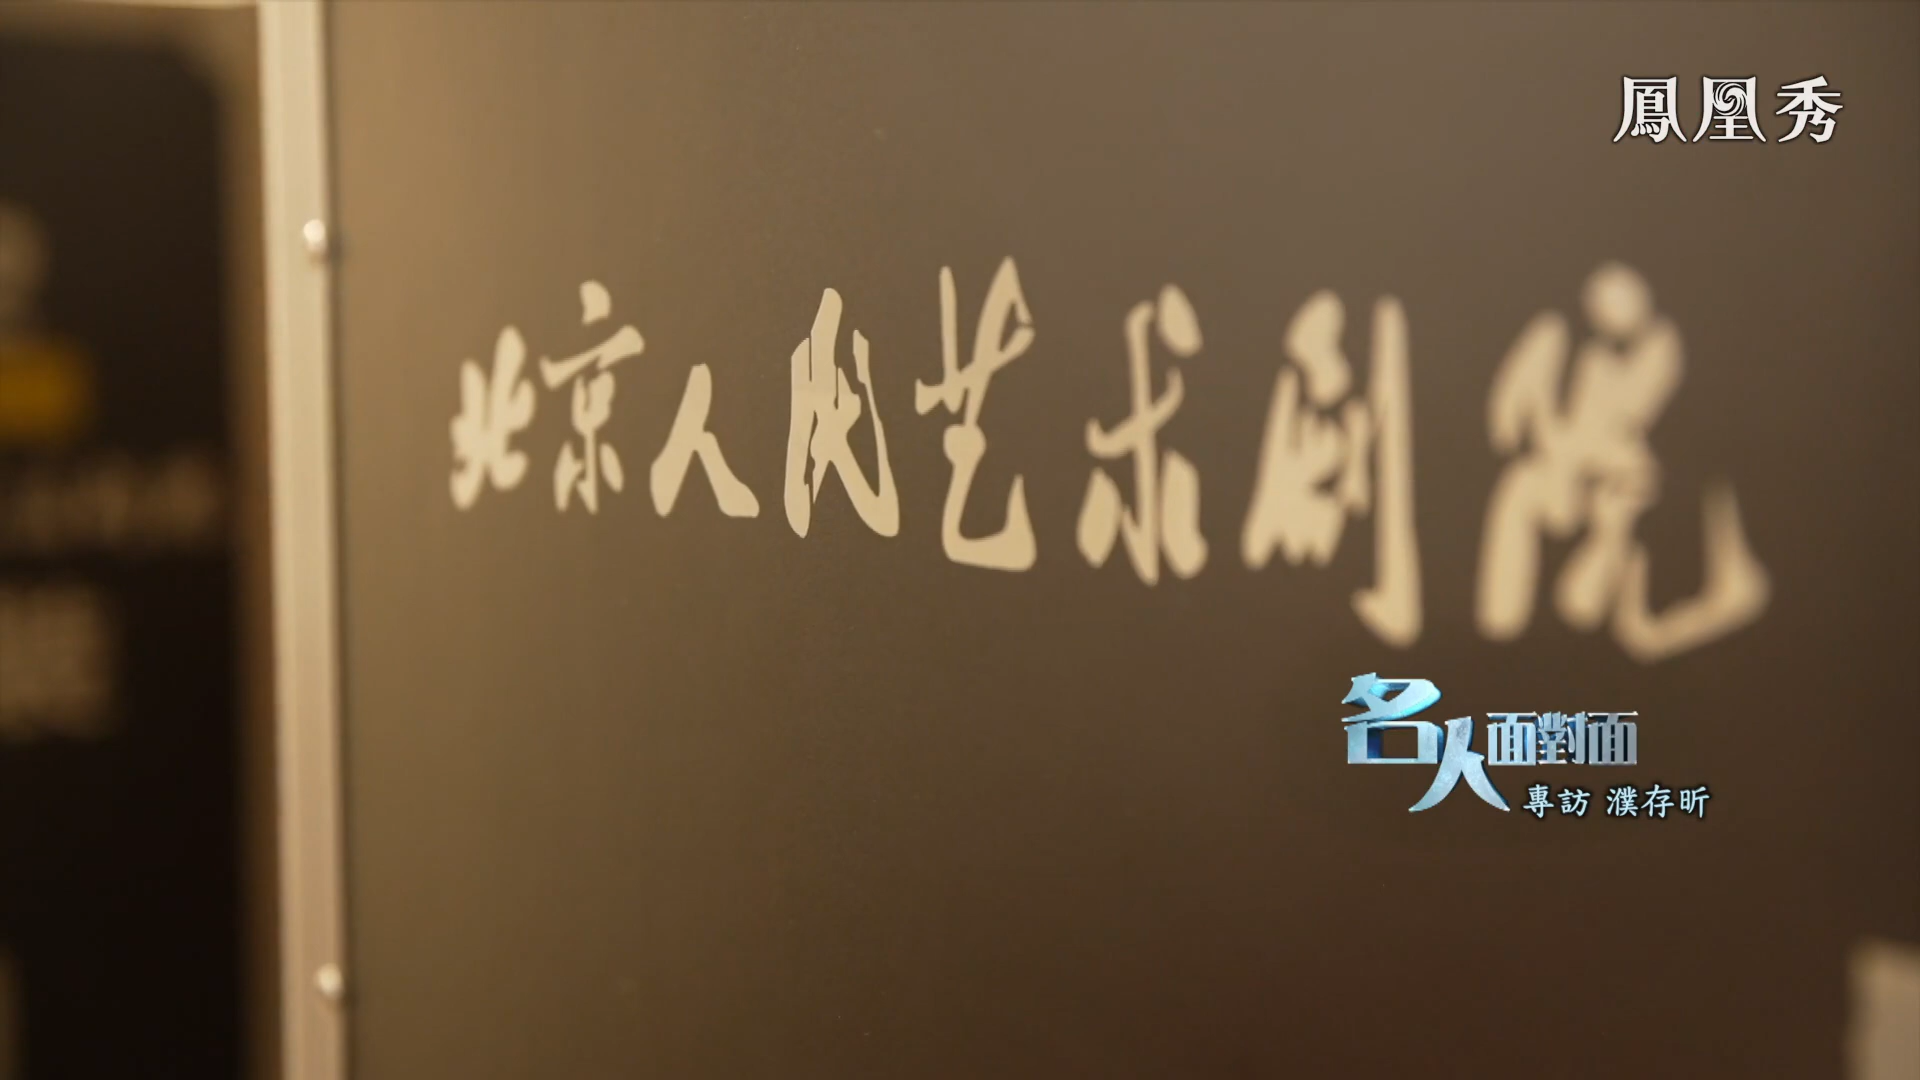 鳳凰秀
北京人民艺术剧院
名人面對面
專訪 濮存昕